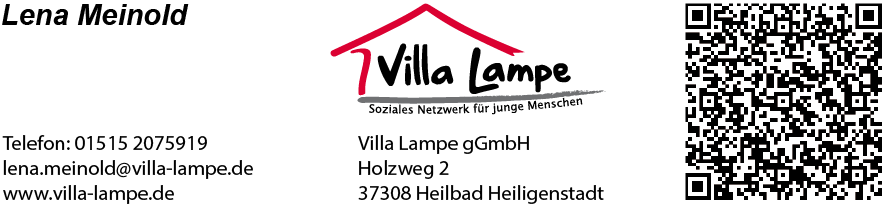 Lena Meinold
Villa Lampe
Soziales Netzwerk für junge Menschen
Telefon: 01515 2075919
lena.meinold@villa-lampe.de
www.villa-lampe.de
Villa Lampe gGmbH
Holzweg 2
37308 Heilbad Heiligenstadt